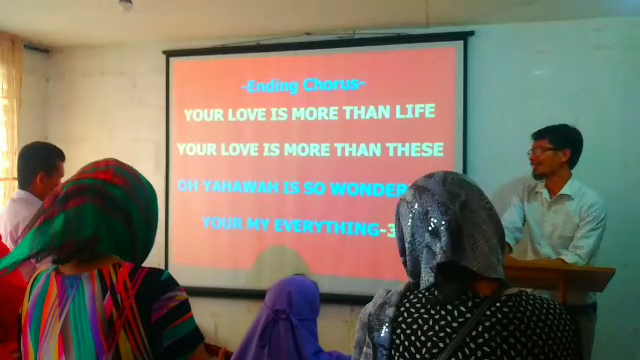 -Ending Chorus-
YOUR LOVE IS MORE THAN LIFE
YOUR LOVE IS MORE THAN THESE
OH YAHAWAH IS SO
YOUR MY EVERYTHING-3